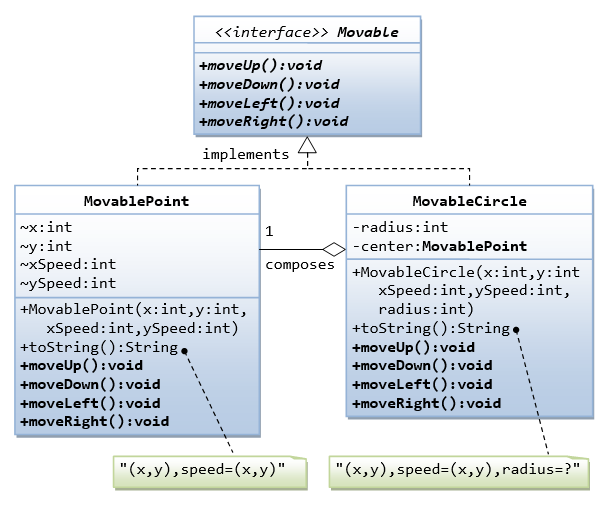 <<interface>> Movable
+moveUp():void
+moveDown():void
+moveLeft():void
+moveRight():void
implements
MovablePoint
~x:int
~y:int
~xSpeed:int
~ySpeed:int
+MovablePoint(x:int,y:int,
xSpeed:int,ySpeed:int)
+toString():String
+moveUp():void
+moveDown():void
+moveLeft():void
+moveRight():void
1
composes
MovableCircle
-radius:int
-center:MovablePoint
+MovableCircle(x:int,y:int
xSpeed:int,ySpeed:int,
radius:int)
+toString():String
+moveUp():void
+moveDown():void
+moveLeft():void
+moveRight():void
"(x,y),speed=(x,y)"
"(x,y),speed=(x,y),radius=?"